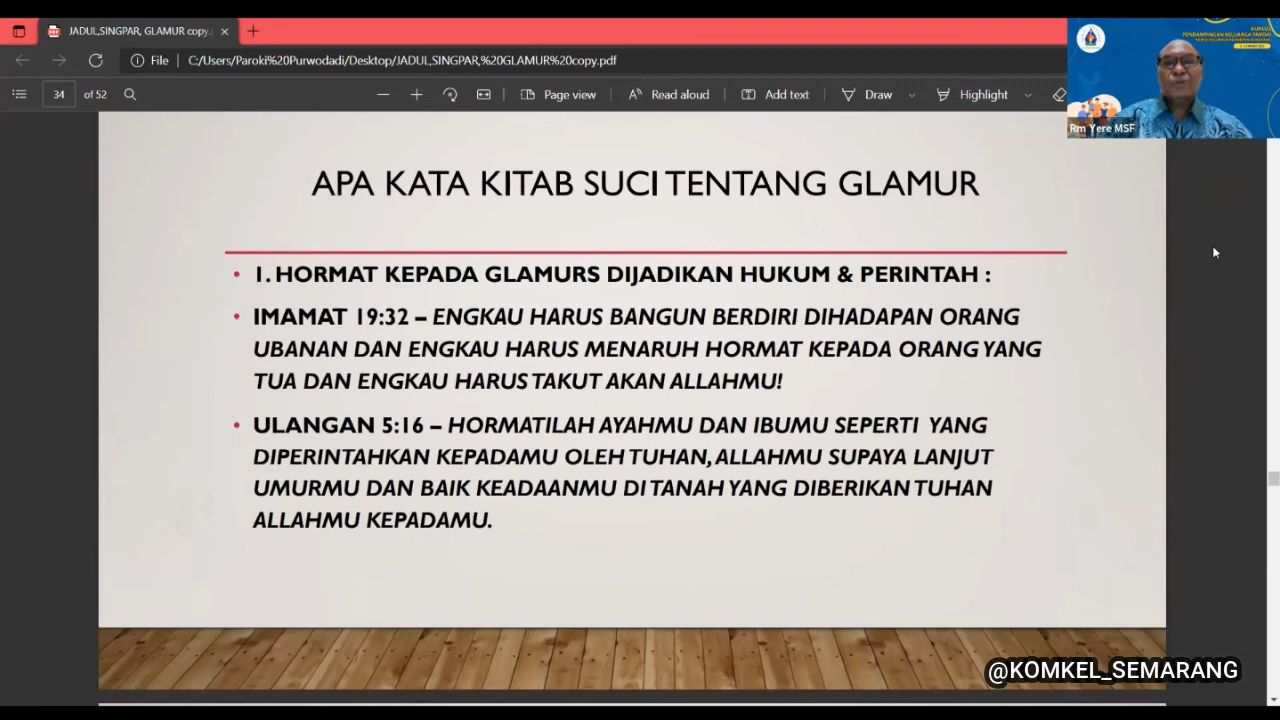 JADUL,SINGPAR, GLAMUR copy.
File
C:/Users/Paroki%20Purwodadi/Desktop/JADUL,SINGPAR,%20GLAMUR%20copy.pdf
34 of 52
Page view
Read aloud
Add text
Draw
Highlight
KURSUS
PENDAMPINGAN KELUARGA PAROKI
Rm Yere MSF
APA KATA KITAB SUCI TENTANG GLAMUR
• 1. HORMAT KEPADA GLAMURS DIJADIKAN HUKUM & PERINTAH :
• IMAMAT 19:32 – ENGKAU HARUS BANGUN BERDIRI DIHADAPAN ORANG
UBANAN DAN ENGKAU HARUS MENARUH HORMAT KEPADA ORANG YANG
TUA DAN ENGKAU HARUS TAKUT AKAN ALLAHMU!
• ULANGAN 5:16 – HORMATILAH AYAHMU DAN IBUMU SEPERTI YANG
DIPERINTAHKAN KEPADAMU OLEH TUHAN, ALLAHMU SUPAYA LANJUT
UMURMU DAN BAIK KEADAANMU DI TANAH YANG DIBERIKAN TUHAN
ALLAHMU KEPADAMU.
@KOMKEL_SEMARANG